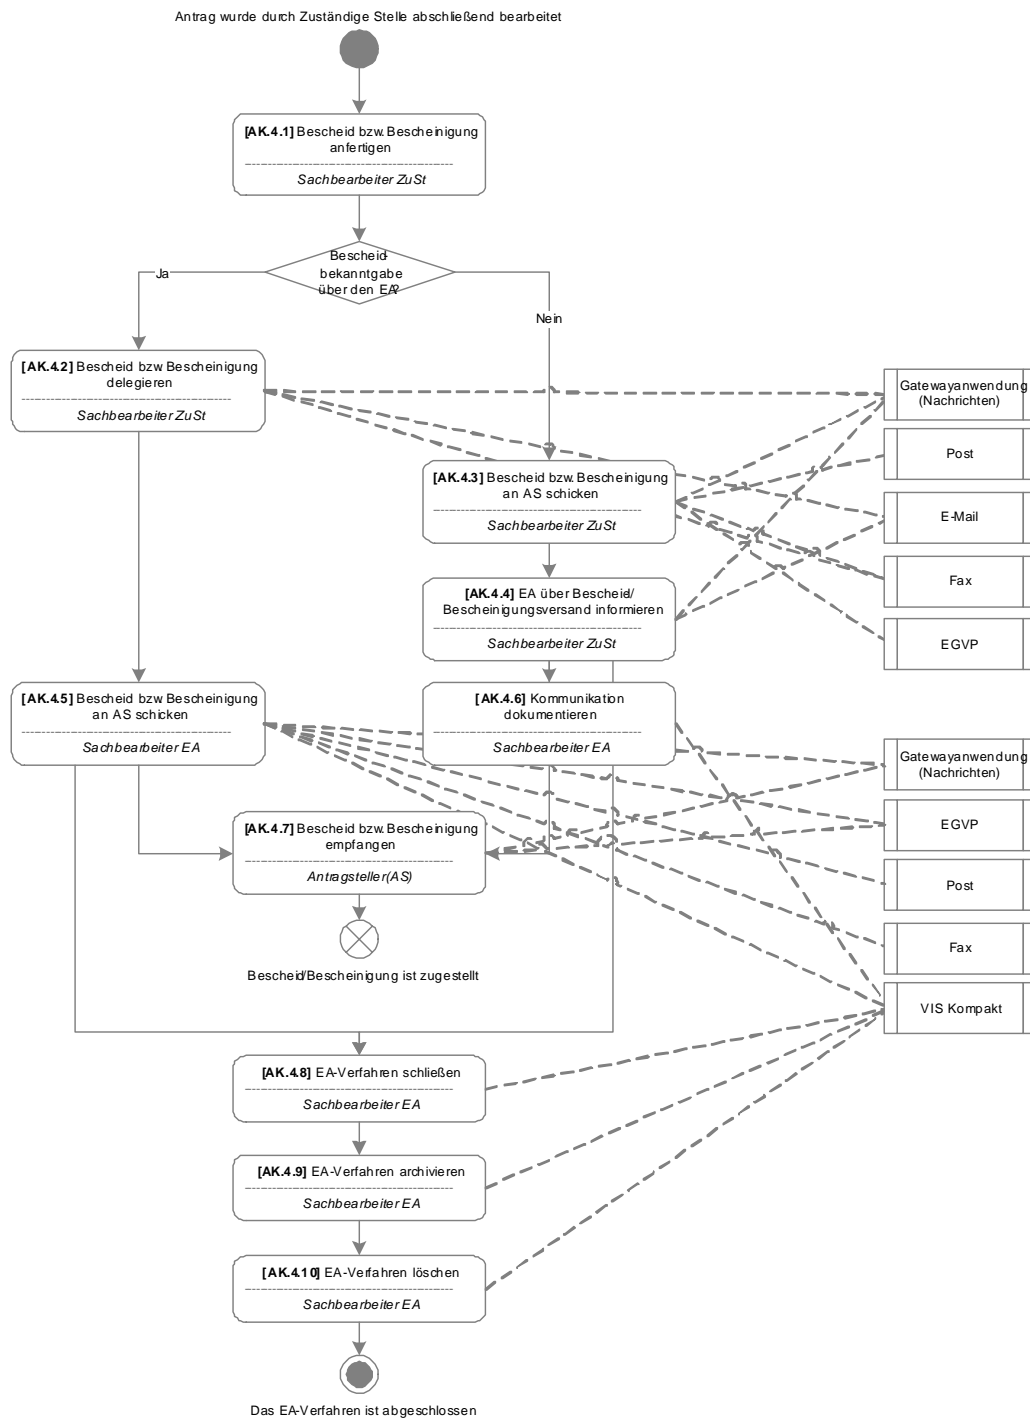 Antrag wurde durch Zuständige Stelle abschließend bearbeitet
[AK.4.1] Bescheid bzw. Bescheinigung
anfertigen
Sachbearbeiter ZuSt
Bescheid-
bekanntgabe
über den EA?
Ja
Nein
[AK.4.2] Bescheid bzw. Bescheinigung
delegieren
Sachbearbeiter ZuSt
[AK.4.3] Bescheid bzw. Bescheinigung
an AS schicken
Sachbearbeiter ZuSt
[AK.4.4] EA über Bescheid/
Bescheinigungsversand informieren
Sachbearbeiter ZuSt
Gatewayanwendung
(Nachrichten)
Post
E-Mail
Fax
EGVP
[AK.4.5] Bescheid bzw. Bescheinigung
an AS schicken
Sachbearbeiter EA
[AK.4.6] Kommunikation
dokumentieren
Sachbearbeiter EA
Gatewayanwendung
(Nachrichten)
EGVP
Post
Fax
VIS Kompakt
[AK.4.7] Bescheid bzw. Bescheinigung
empfangen
Antragsteller(AS)
Bescheid/Bescheinigung ist zugestellt
[AK.4.8] EA-Verfahren schließen
Sachbearbeiter EA
[AK.4.9] EA-Verfahren archivieren
Sachbearbeiter EA
[AK.4.10] EA-Verfahren löschen
Sachbearbeiter EA
Das EA-Verfahren ist abgeschlossen